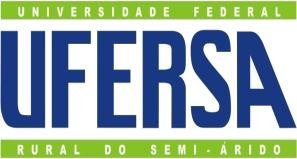 UNIVERSIDADE FEDERAL
UFERSA
RURAL DO SEMI-ÁRIDO